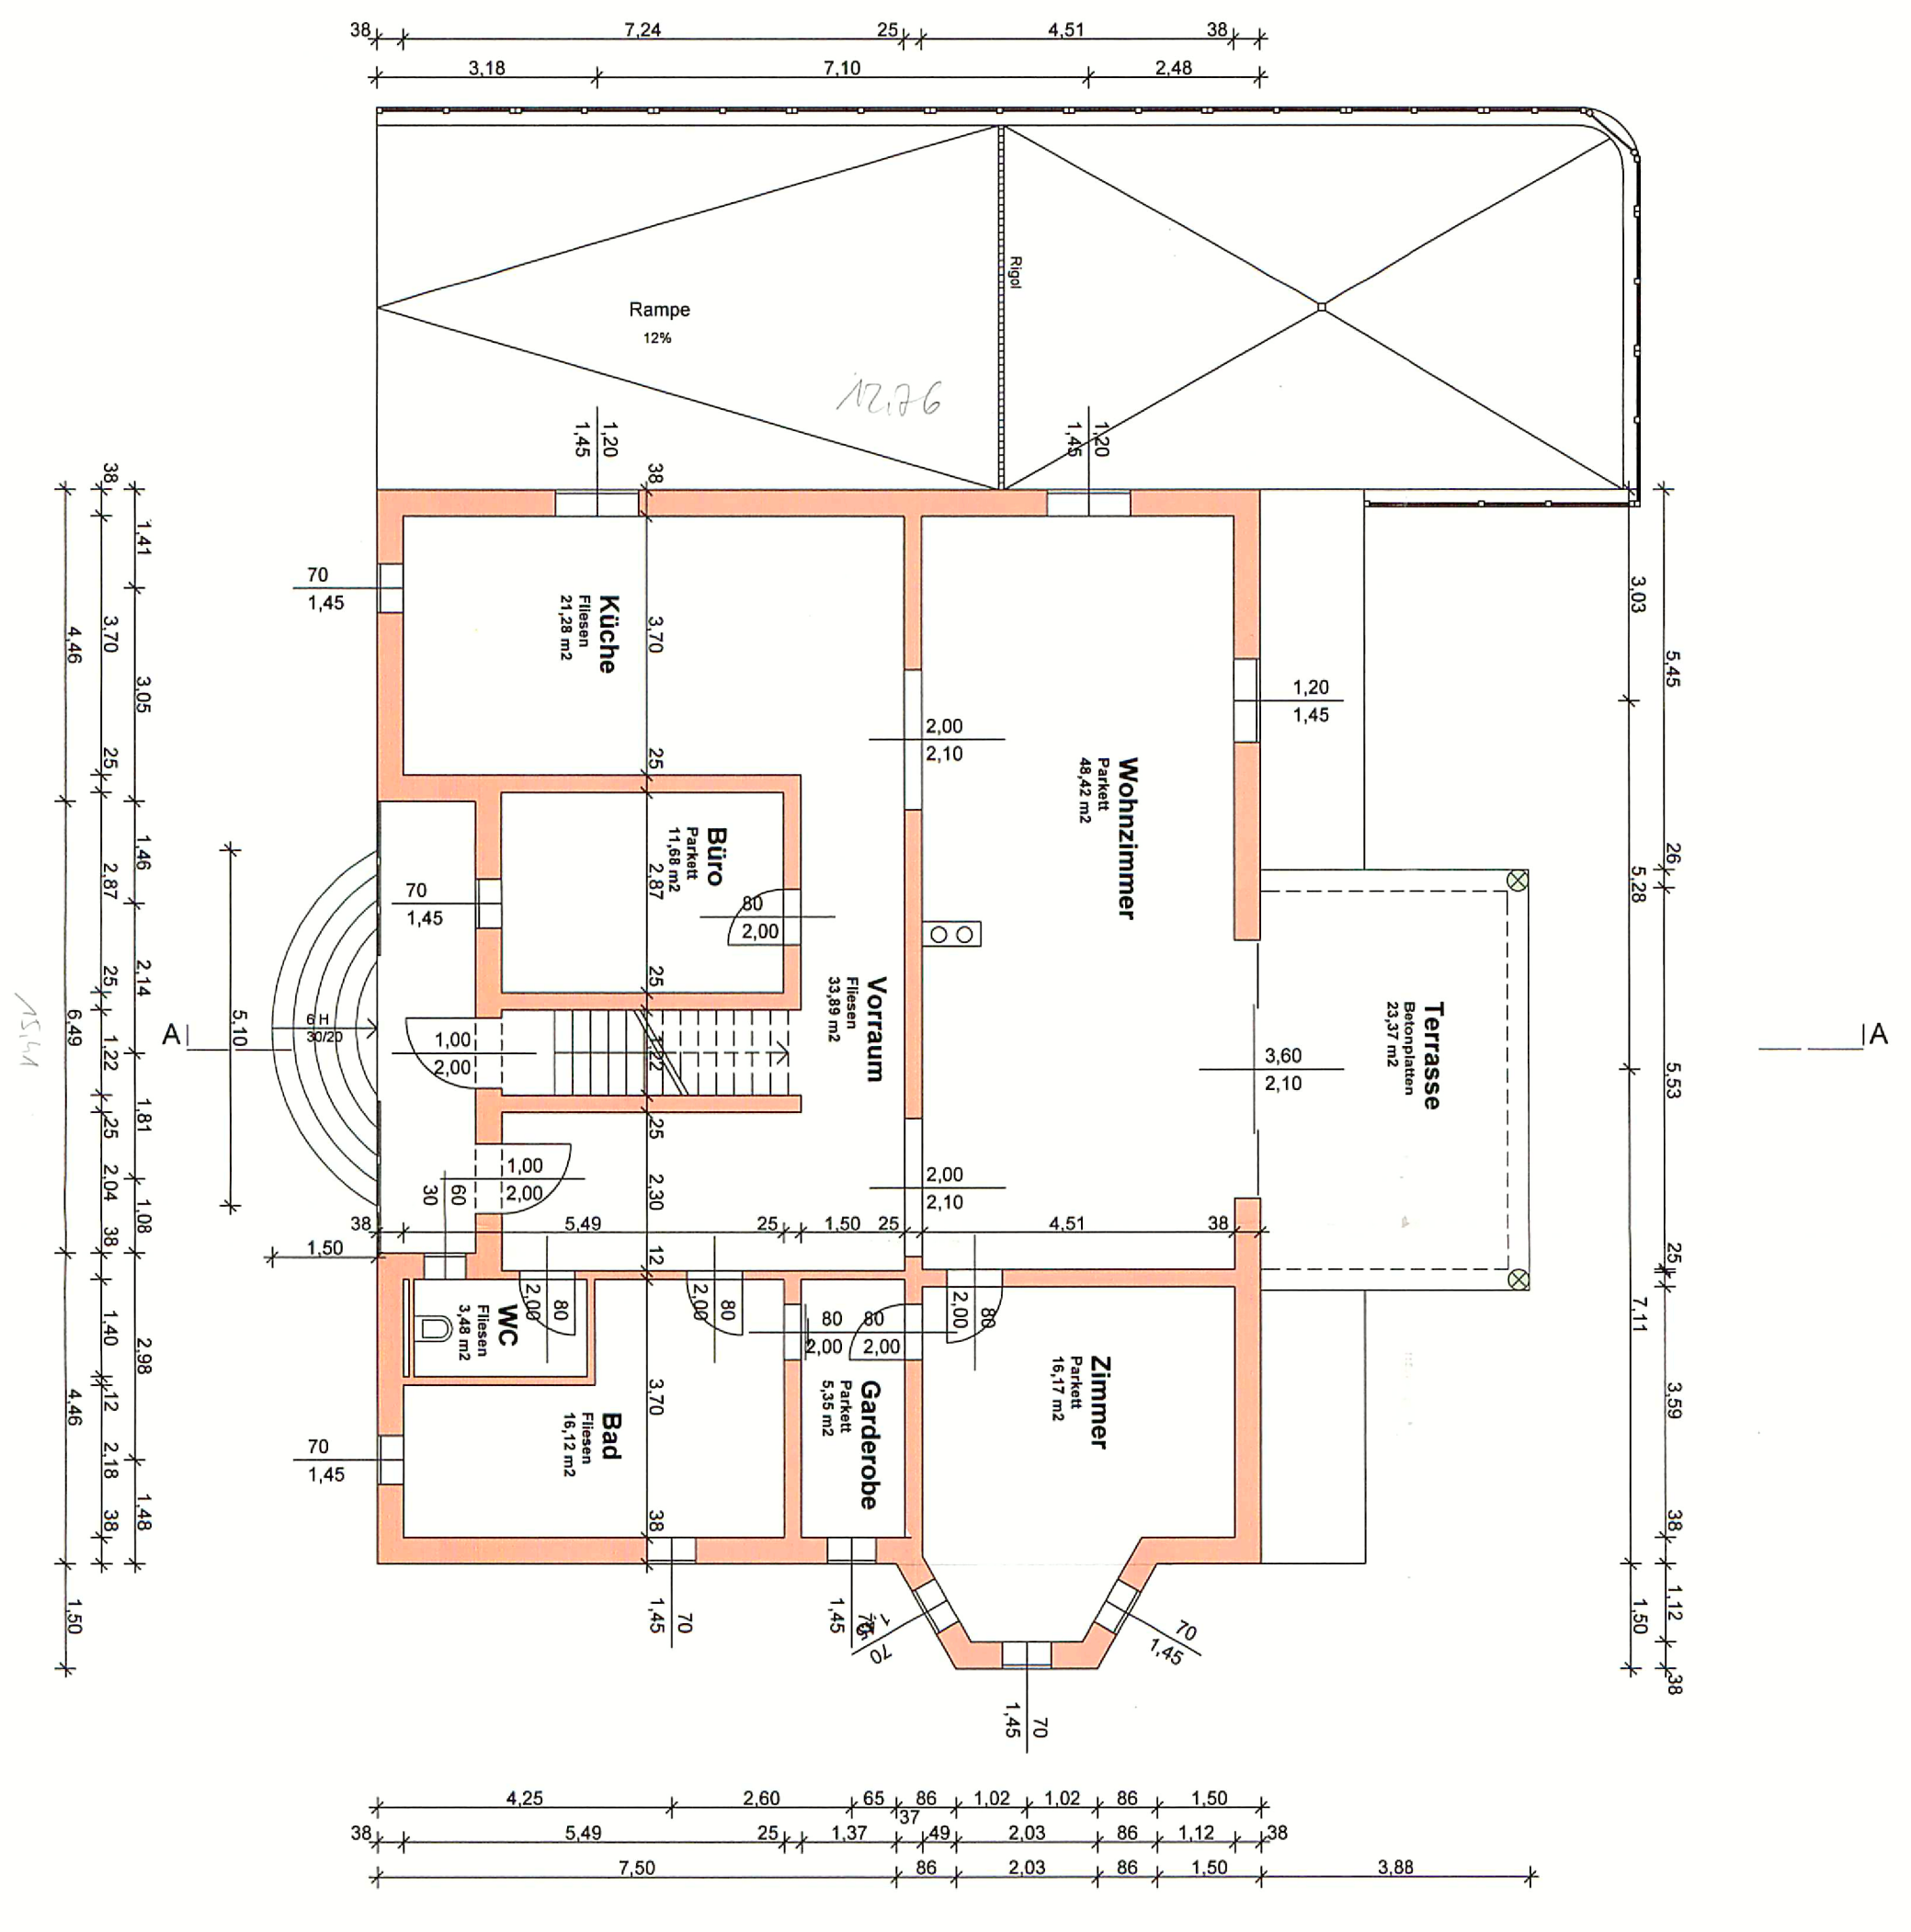 38 7,24 25 4,51 38
3,18 7,10 2,48
Rampe
12%
Rigol
12,76
1,20
1,45
1,20
1,45
38
70
1,45
Küche
Fliesen
21,28 m2
3,70
25
2,00
2,10
Wohnzimmer
Parkett
48,42 m2
1,20
1,45
Büro
Parkett
11,68 m2
2,87
80
2,00
70
1,45
25
Vorraum
Fliesen
33,89 m2
6 H
30/20
1,00
2,00
1,22
3,60
2,10
Terrasse
Betonplatten
23,37 m2
A
A
25
1,00
2,00
2,30
60
30
2,00
2,10
38 5,49 25 1,50 25 4,51 38
1,50
12
WC
Fliesen
3,48 m2
80
2,00
80
2,00
80
2,00
80
2,00
80
2,00
Bad
Fliesen
16,12 m2
3,70
38
Garderobe
Parkett
5,35 m2
Zimmer
Parkett
16,17 m2
70
1,45
70
1,45
70
1,45
70
70
1,45
70
1,45
4,46 6,49 4,46 1,50
38 3,70 25 2,87 25 1,22 25 2,04 38 1,40 12 2,18 38
1,41 3,05 1,46 2,14 1,81 1,08 2,98 1,48
5,10
15,41
3,03 5,28 7,11 1,50
5,45 26 5,53 25 3,59 38 1,12 38
4,25 2,60 65 86 1,02 1,02 86 1,50
38 5,49 25 1,37 37 49 2,03 86 1,12 38
7,50 86 2,03 86 1,50 3,88